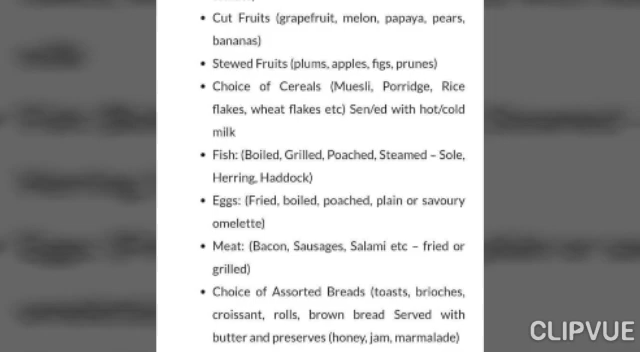 • Cut Fruits (grapefruit, melon, papaya, pears,
bananas)
• Stewed Fruits (plums, apples, figs, prunes)
• Choice of Cereals (Muesli, Porridge, Rice
flakes, wheat flakes etc) Sen/ed with hot/cold
milk
• Fish: (Boiled, Grilled, Poached, Steamed – Sole,
Herring, Haddock)
• Eggs: (Fried, boiled, poached, plain or savoury
omelette)
• Meat: (Bacon, Sausages, Salami etc – fried or
grilled)
• Choice of Assorted Breads (toasts, brioches,
croissant, rolls, brown bread Served with
butter and preserves (honey, jam, marmalade)
CLIPVUE